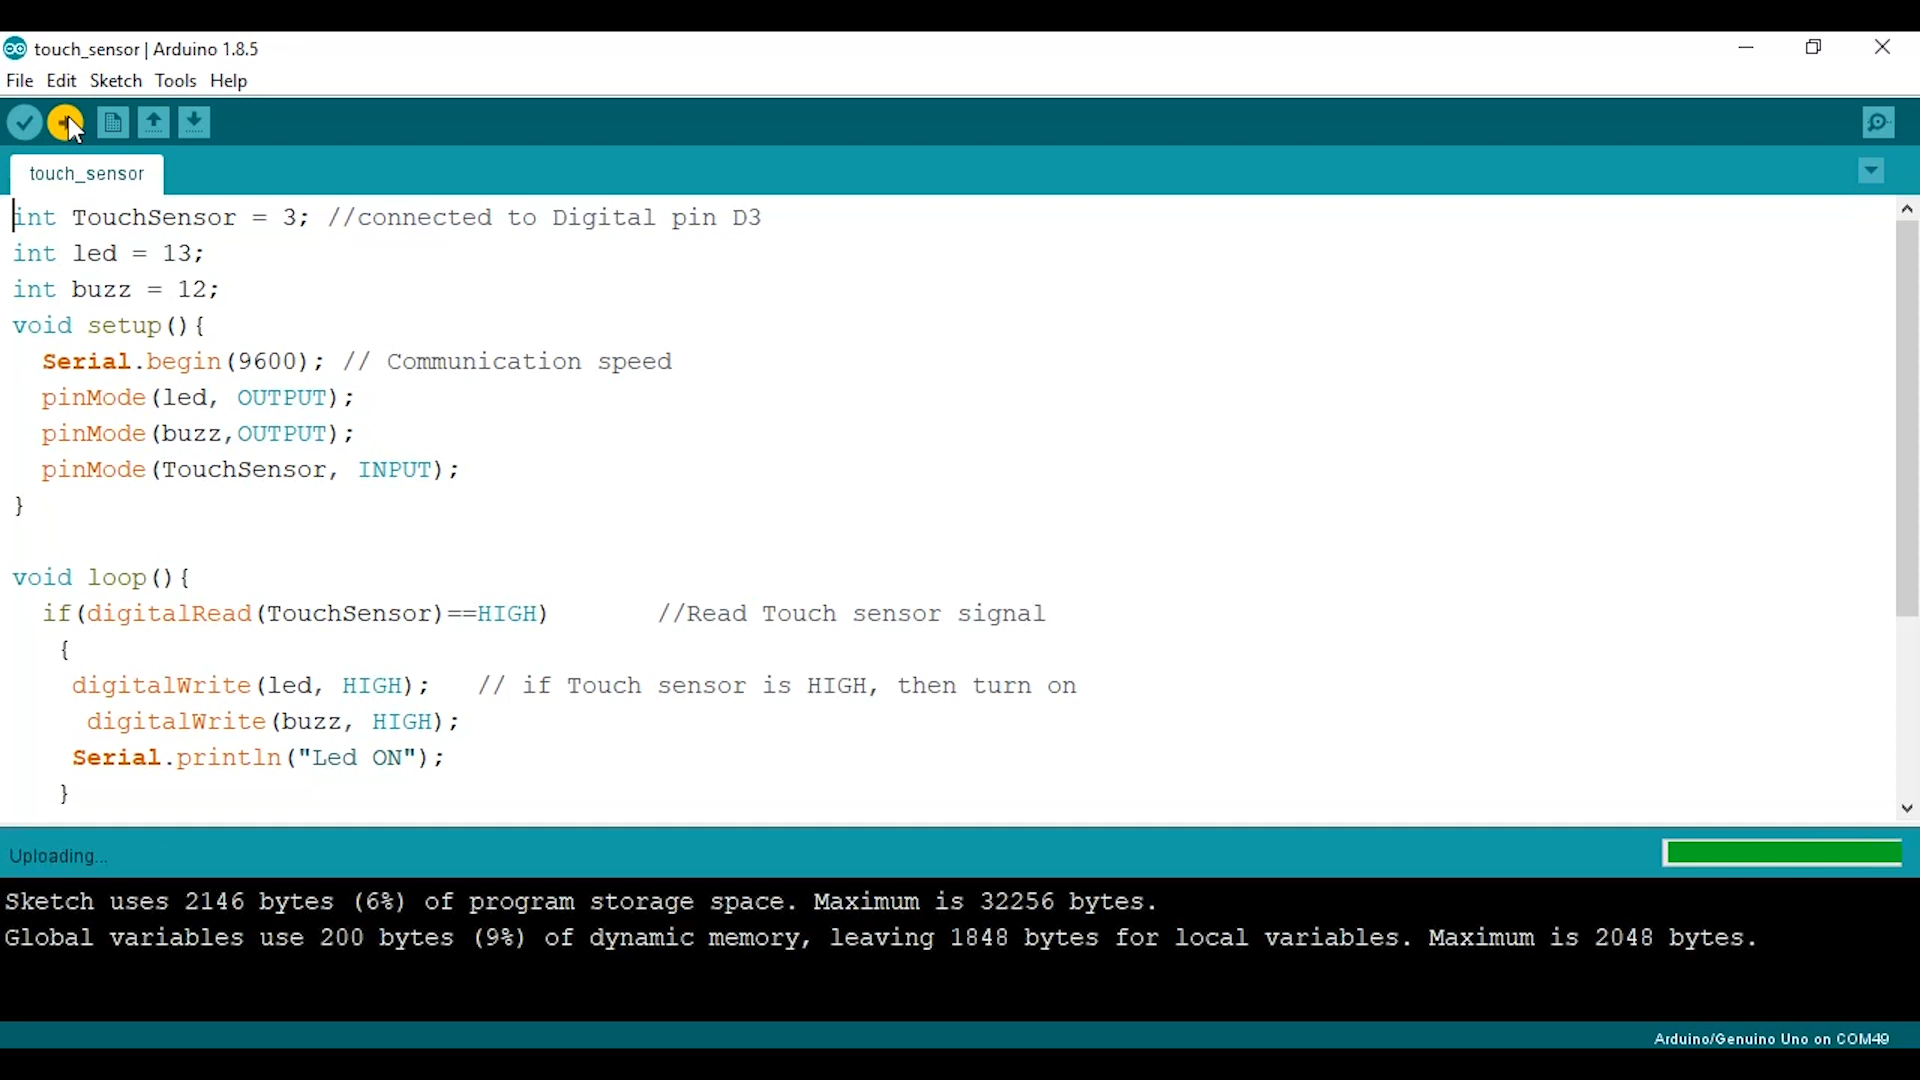 touch_sensor | Arduino 1.8.5
File Edit Sketch Tools Help
touch_sensor
int TouchSensor = 3; //connected to Digital pin D3
int led = 13;
int buzz = 12;
void setup(){
Serial.begin(9600); // Communication speed
pinMode(led, OUTPUT);
pinMode(buzz,OUTPUT);
pinMode(TouchSensor, INPUT);
}
void loop(){
if(digitalRead(TouchSensor)==HIGH) //Read Touch sensor signal
{
digitalWrite(led, HIGH); // if Touch sensor is HIGH, then turn on
digitalWrite(buzz, HIGH);
Serial.println("Led ON");
}
Uploading...
Sketch uses 2146 bytes (6%) of program storage space. Maximum is 32256 bytes.
Global variables use 200 bytes (9%) of dynamic memory, leaving 1848 bytes for local variables. Maximum is 2048 bytes.
Arduino/Genuino Uno on COM49